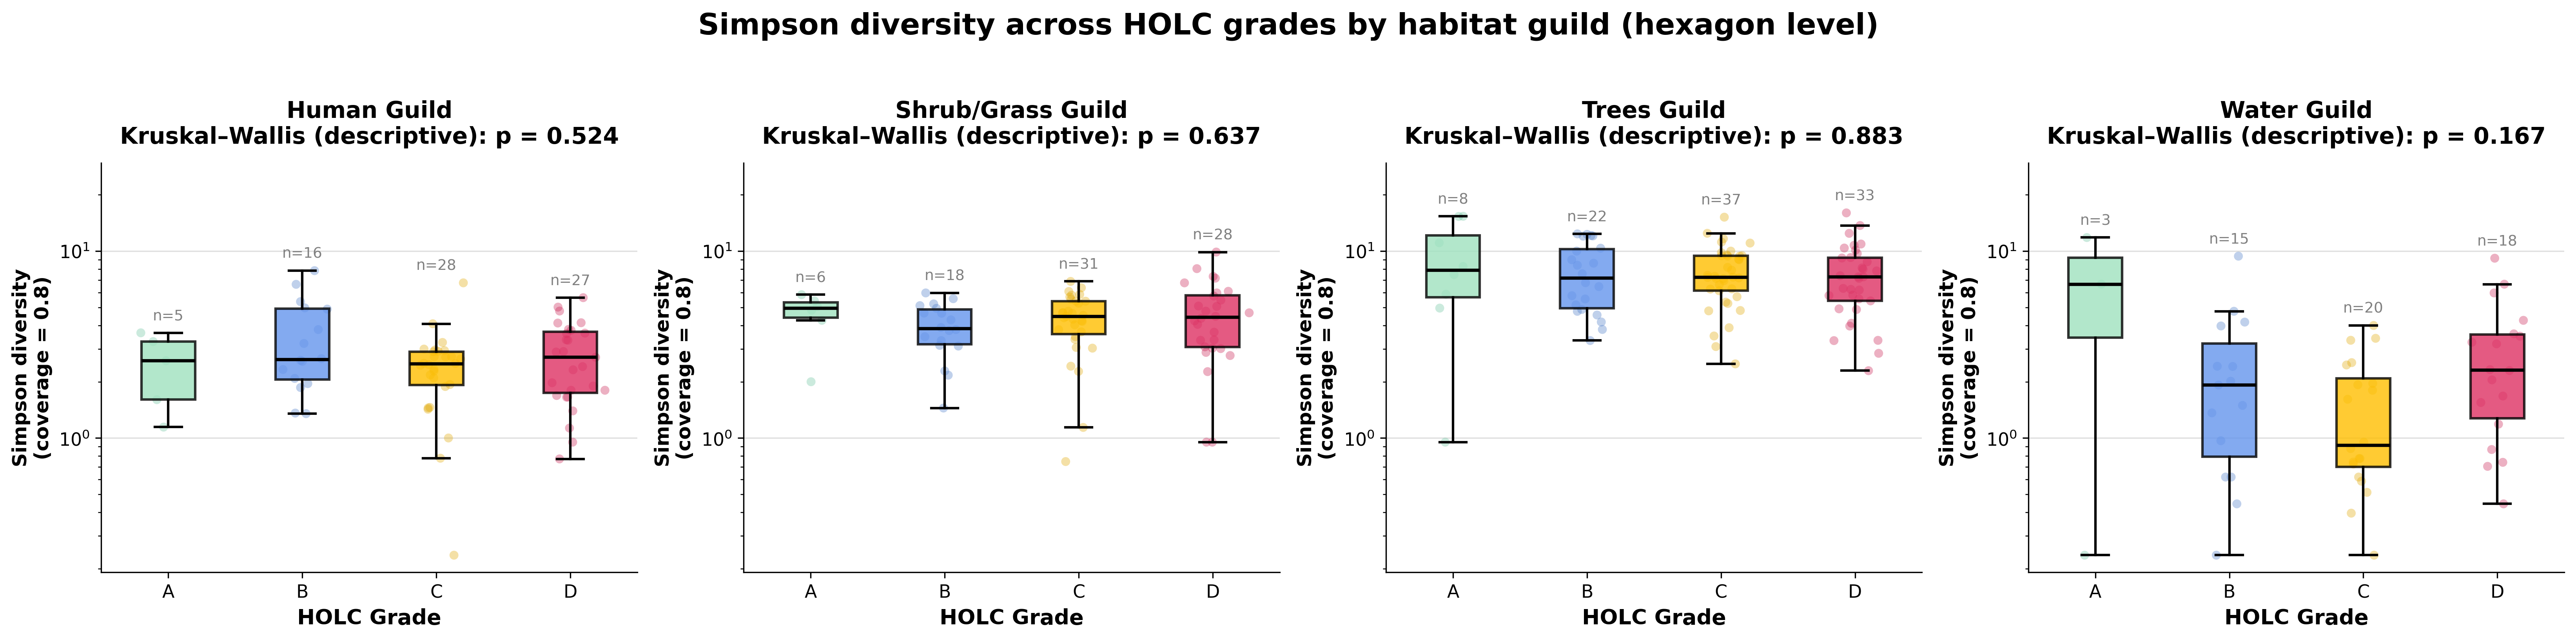 Simpson diversity across HOLC grades by habitat guild (hexagon level)
Human Guild
Kruskal–Wallis (descriptive): p = 0.524
Simpson diversity
(coverage = 0.8)
10¹
10⁰
n=5
n=16
n=28
n=27
A
B
C
D
HOLC Grade
Shrub/Grass Guild
Kruskal–Wallis (descriptive): p = 0.637
Simpson diversity
(coverage = 0.8)
10¹
10⁰
n=6
n=18
n=31
n=28
A
B
C
D
HOLC Grade
Trees Guild
Kruskal–Wallis (descriptive): p = 0.883
Simpson diversity
(coverage = 0.8)
10¹
10⁰
n=8
n=22
n=37
n=33
A
B
C
D
HOLC Grade
Water Guild
Kruskal–Wallis (descriptive): p = 0.167
Simpson diversity
(coverage = 0.8)
10¹
10⁰
n=3
n=15
n=20
n=18
A
B
C
D
HOLC Grade